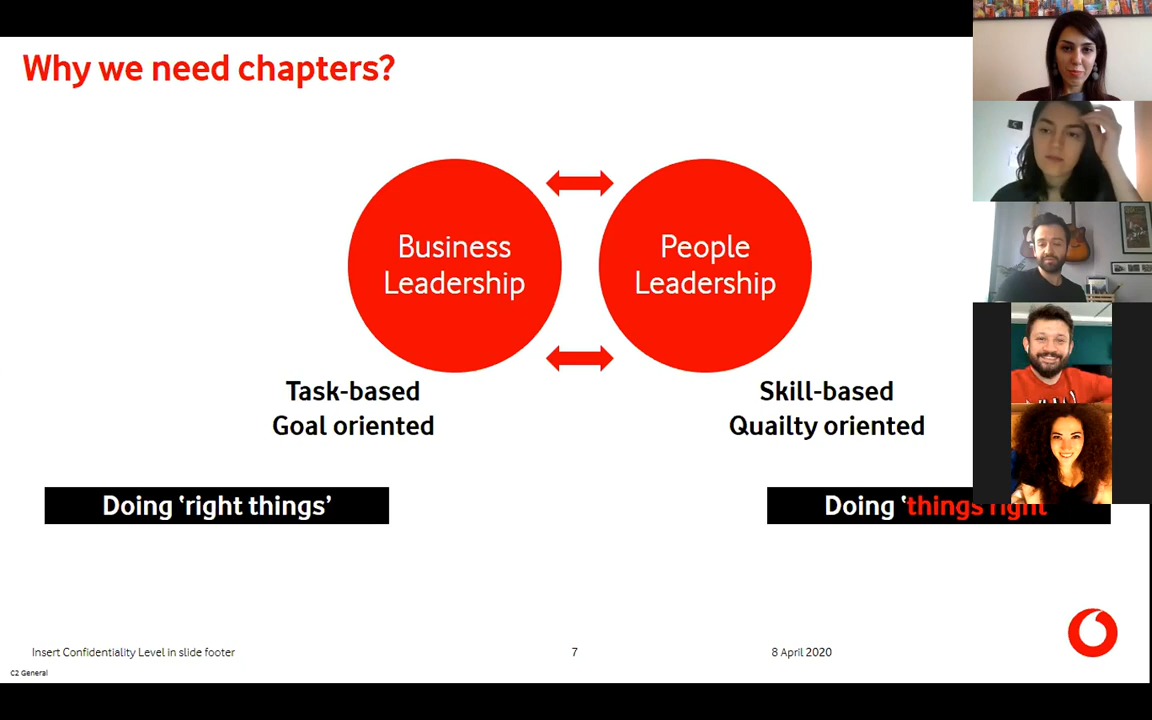 Why we need chapters?
Business
Leadership
People
Leadership
Task-based
Goal oriented
Skill-based
Quailty oriented
Doing ‘right things’
Doing ‘things right
Insert Confidentiality Level in slide footer
7
8 April 2020
C2 General